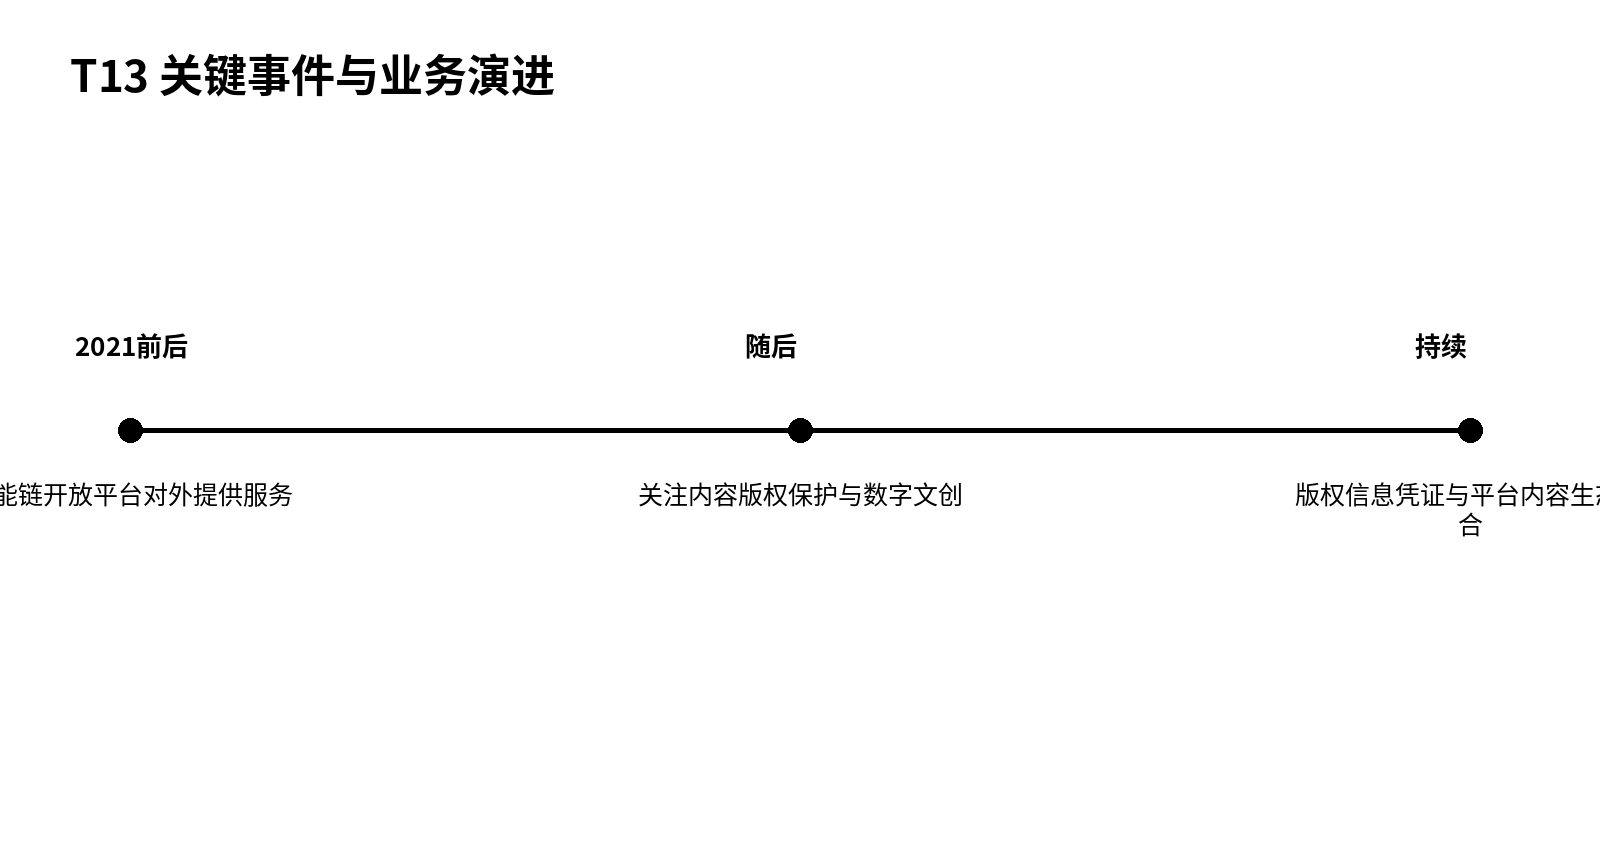 T13 关键事件与业务演进
2021前后
随后
持续
能链开放平台对外提供服务
关注内容版权保护与数字文创
版权信息凭证与平台内容生态
合